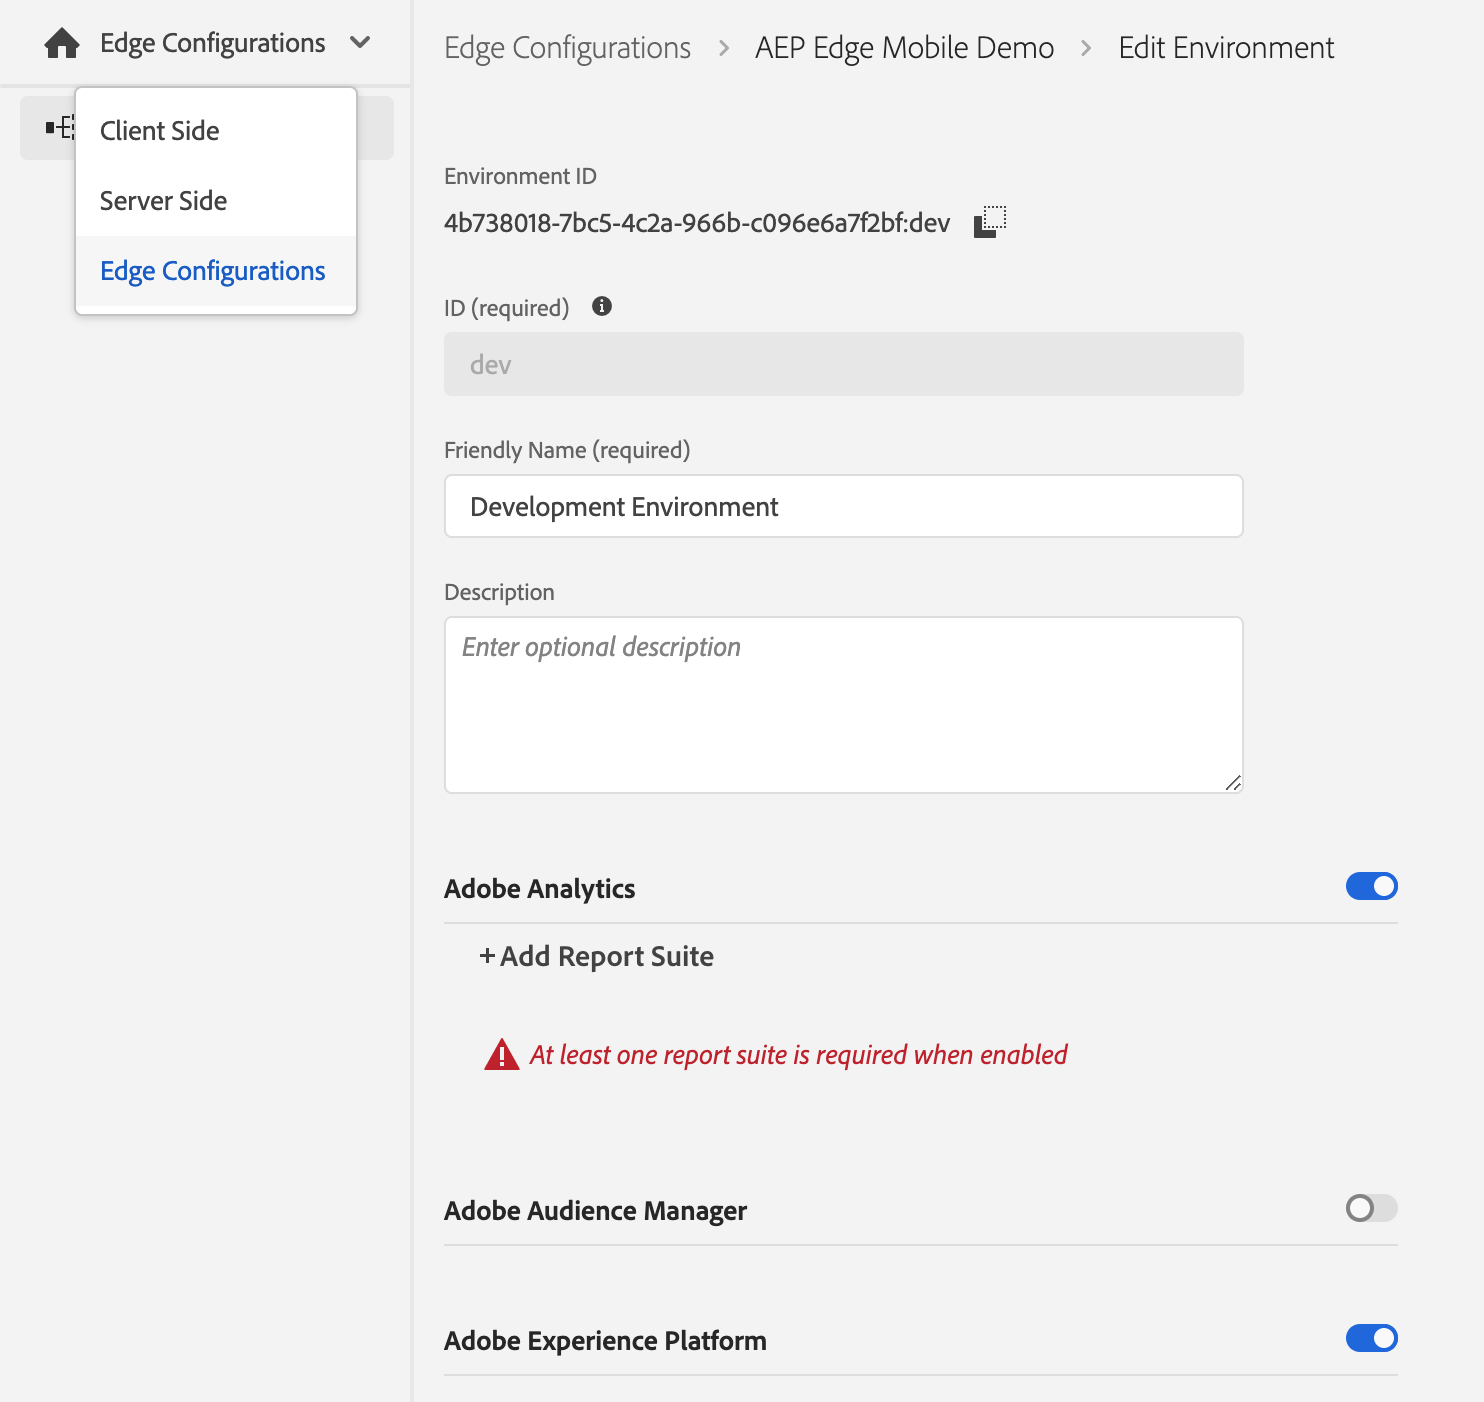 Edge Configurations
Client Side
Server Side
Edge Configurations
Edge Configurations > AEP Edge Mobile Demo > Edit Environment
Environment ID
4b738018-7bc5-4c2a-966b-c096e6a7f2bf:dev
ID (required)
dev
Friendly Name (required)
Development Environment
Description
Enter optional description
Adobe Analytics
+ Add Report Suite
At least one report suite is required when enabled
Adobe Audience Manager
Adobe Experience Platform